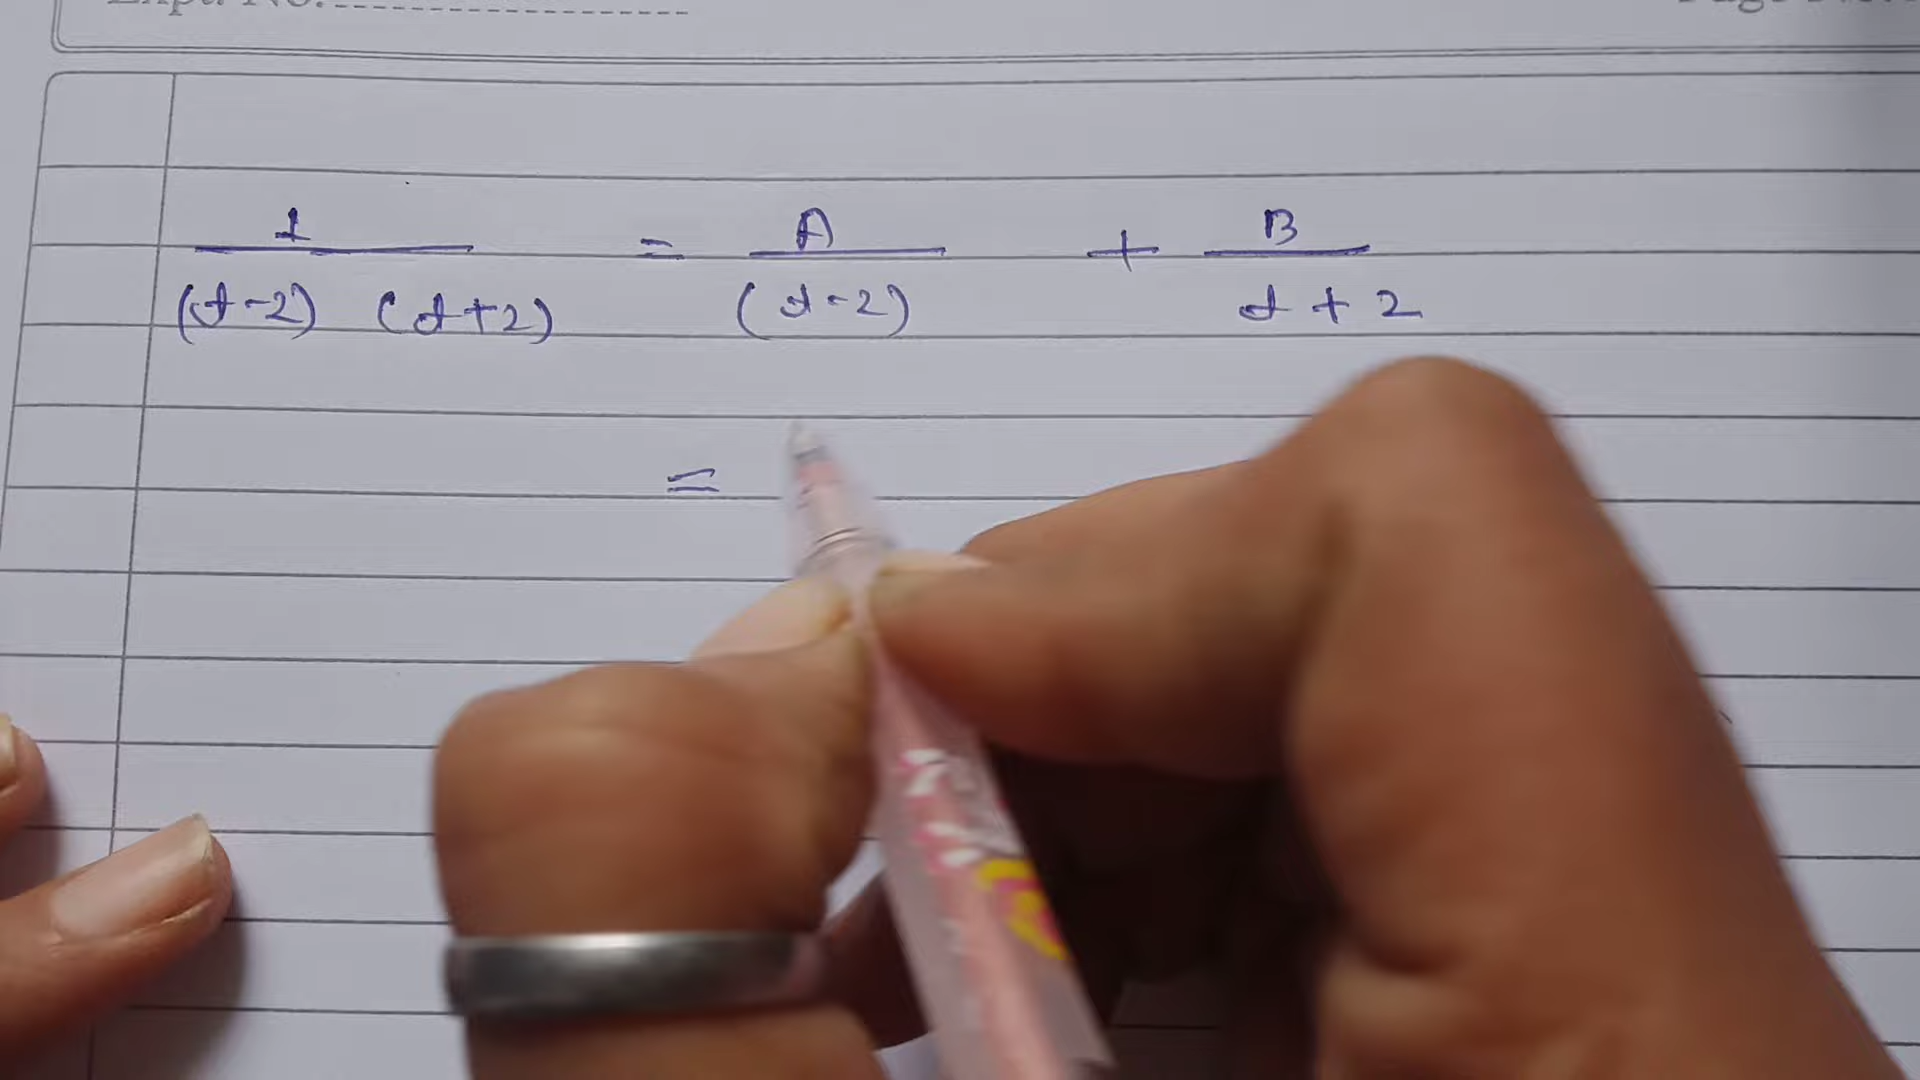 1 / (t-2) (t+2) = A / (t-2) + B / t+2
=